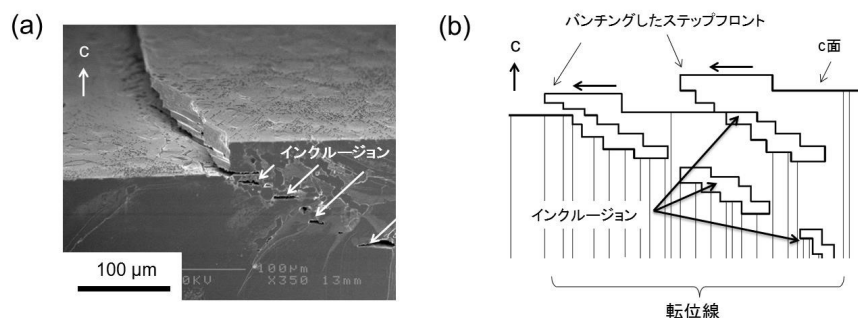 (a)
c
インクルージョン
100 μm
0KV
100μm
X350 13mm
(b)
バンチングしたステップフロント
c
c面
インクルージョン
転位線